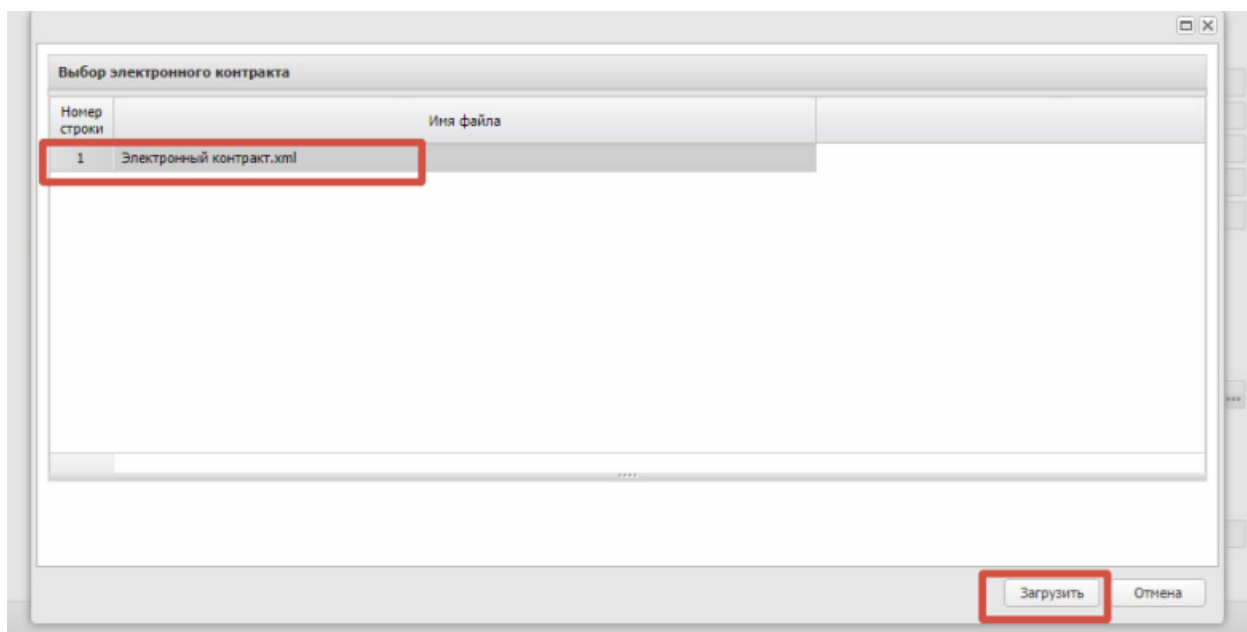 Выбор электронного контракта
Номер строки
Имя файла
1 Электронный контракт.xml
Загрузить Отмена